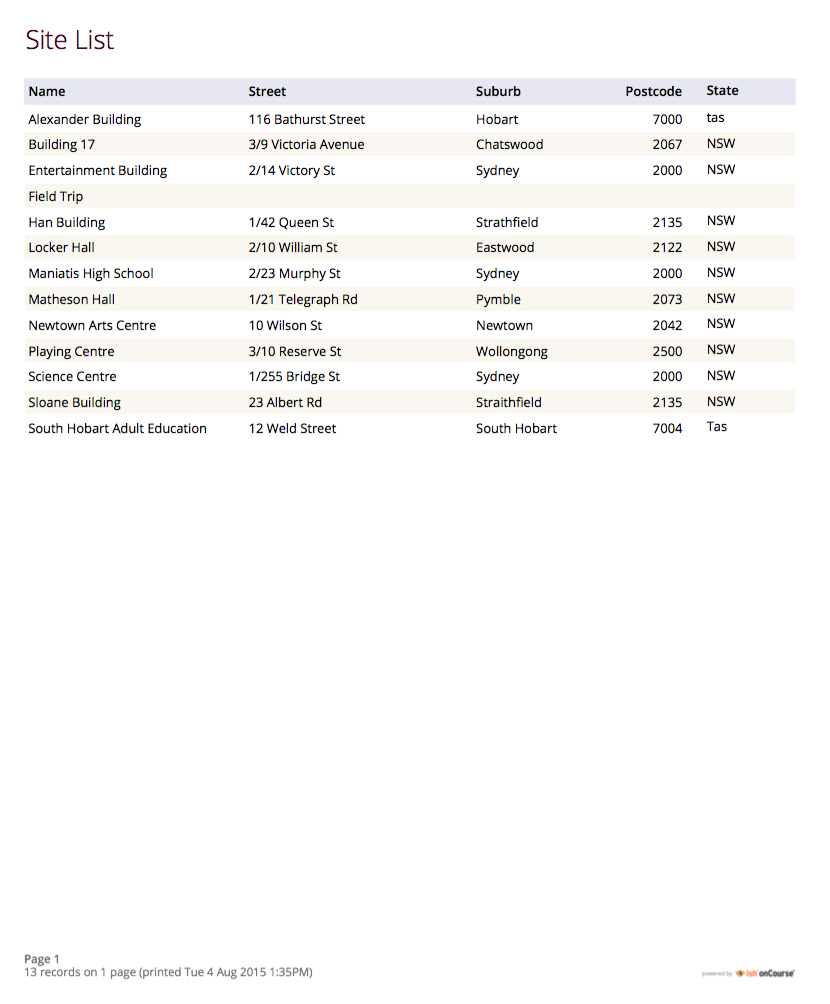 Site List
Name Street Suburb Postcode State
Alexander Building 116 Bathurst Street Hobart 7000 tas
Building 17 3/9 Victoria Avenue Chatswood 2067 NSW
Entertainment Building 2/14 Victory St Sydney 2000 NSW
Field Trip
Han Building 1/42 Queen St Strathfield 2135 NSW
Locker Hall 2/10 William St Eastwood 2122 NSW
Maniatis High School 2/23 Murphy St Sydney 2000 NSW
Matheson Hall 1/21 Telegraph Rd Pymble 2073 NSW
Newtown Arts Centre 10 Wilson St Newtown 2042 NSW
Playing Centre 3/10 Reserve St Wollongong 2500 NSW
Science Centre 1/255 Bridge St Sydney 2000 NSW
Sloane Building 23 Albert Rd Straithfield 2135 NSW
South Hobart Adult Education 12 Weld Street South Hobart 7004 Tas
Page 1
13 records on 1 page (printed Tue 4 Aug 2015 1:35PM)
powered by ish onCourse